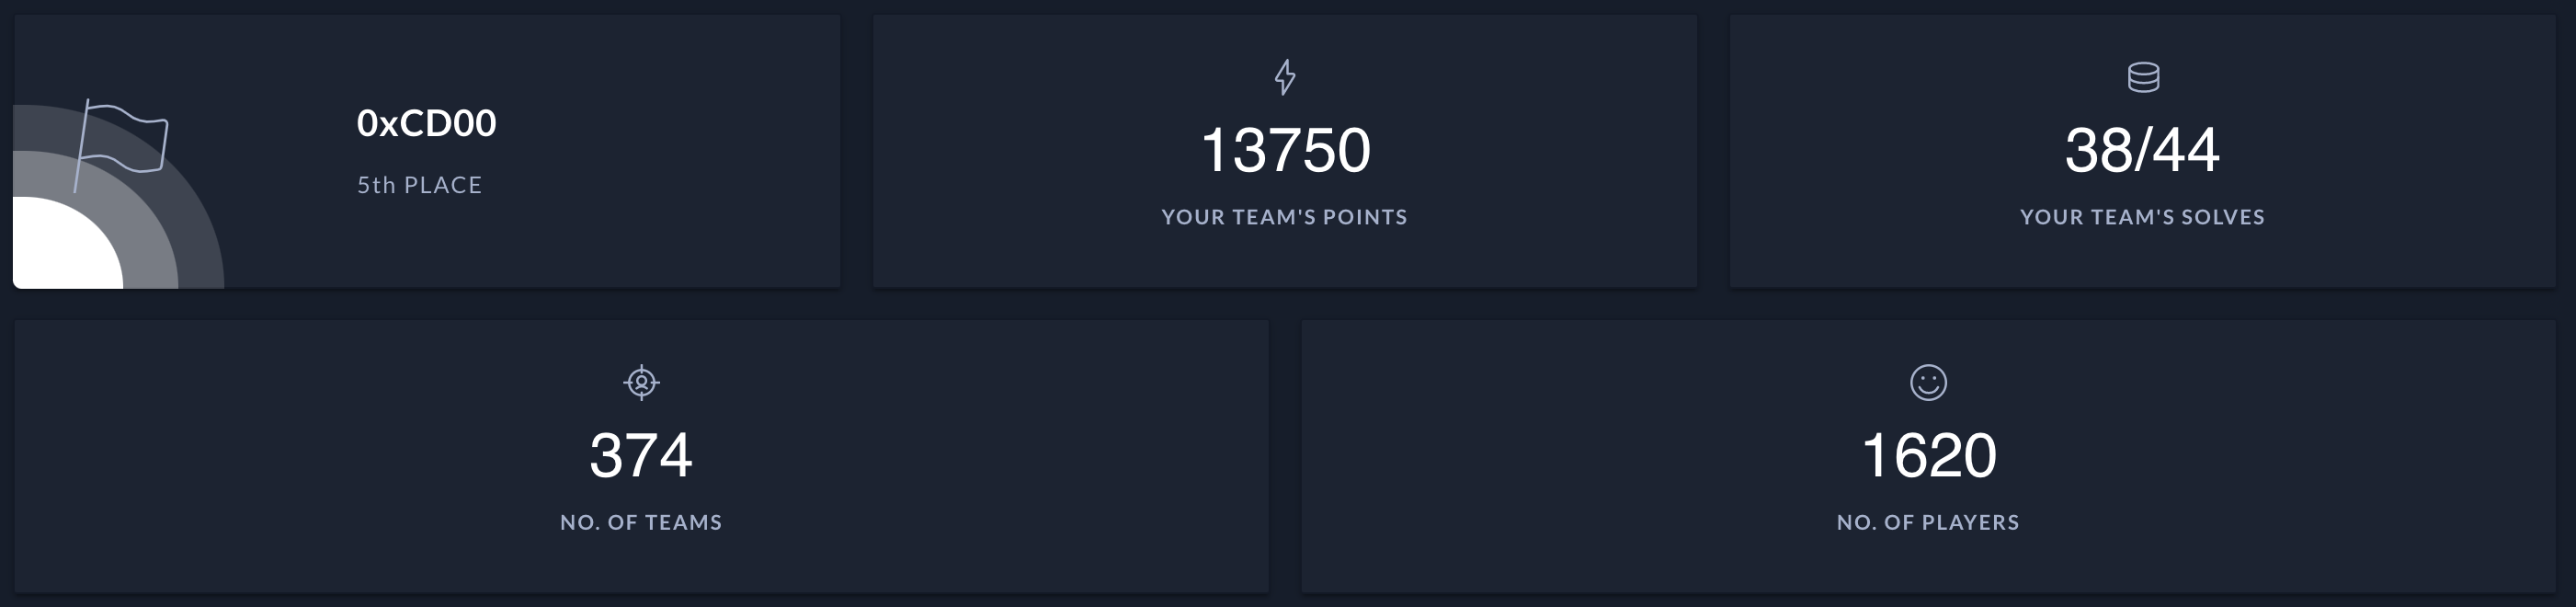 0xCD00
5th PLACE
13750
YOUR TEAM'S POINTS
38/44
YOUR TEAM'S SOLVES
374
NO. OF TEAMS
1620
NO. OF PLAYERS